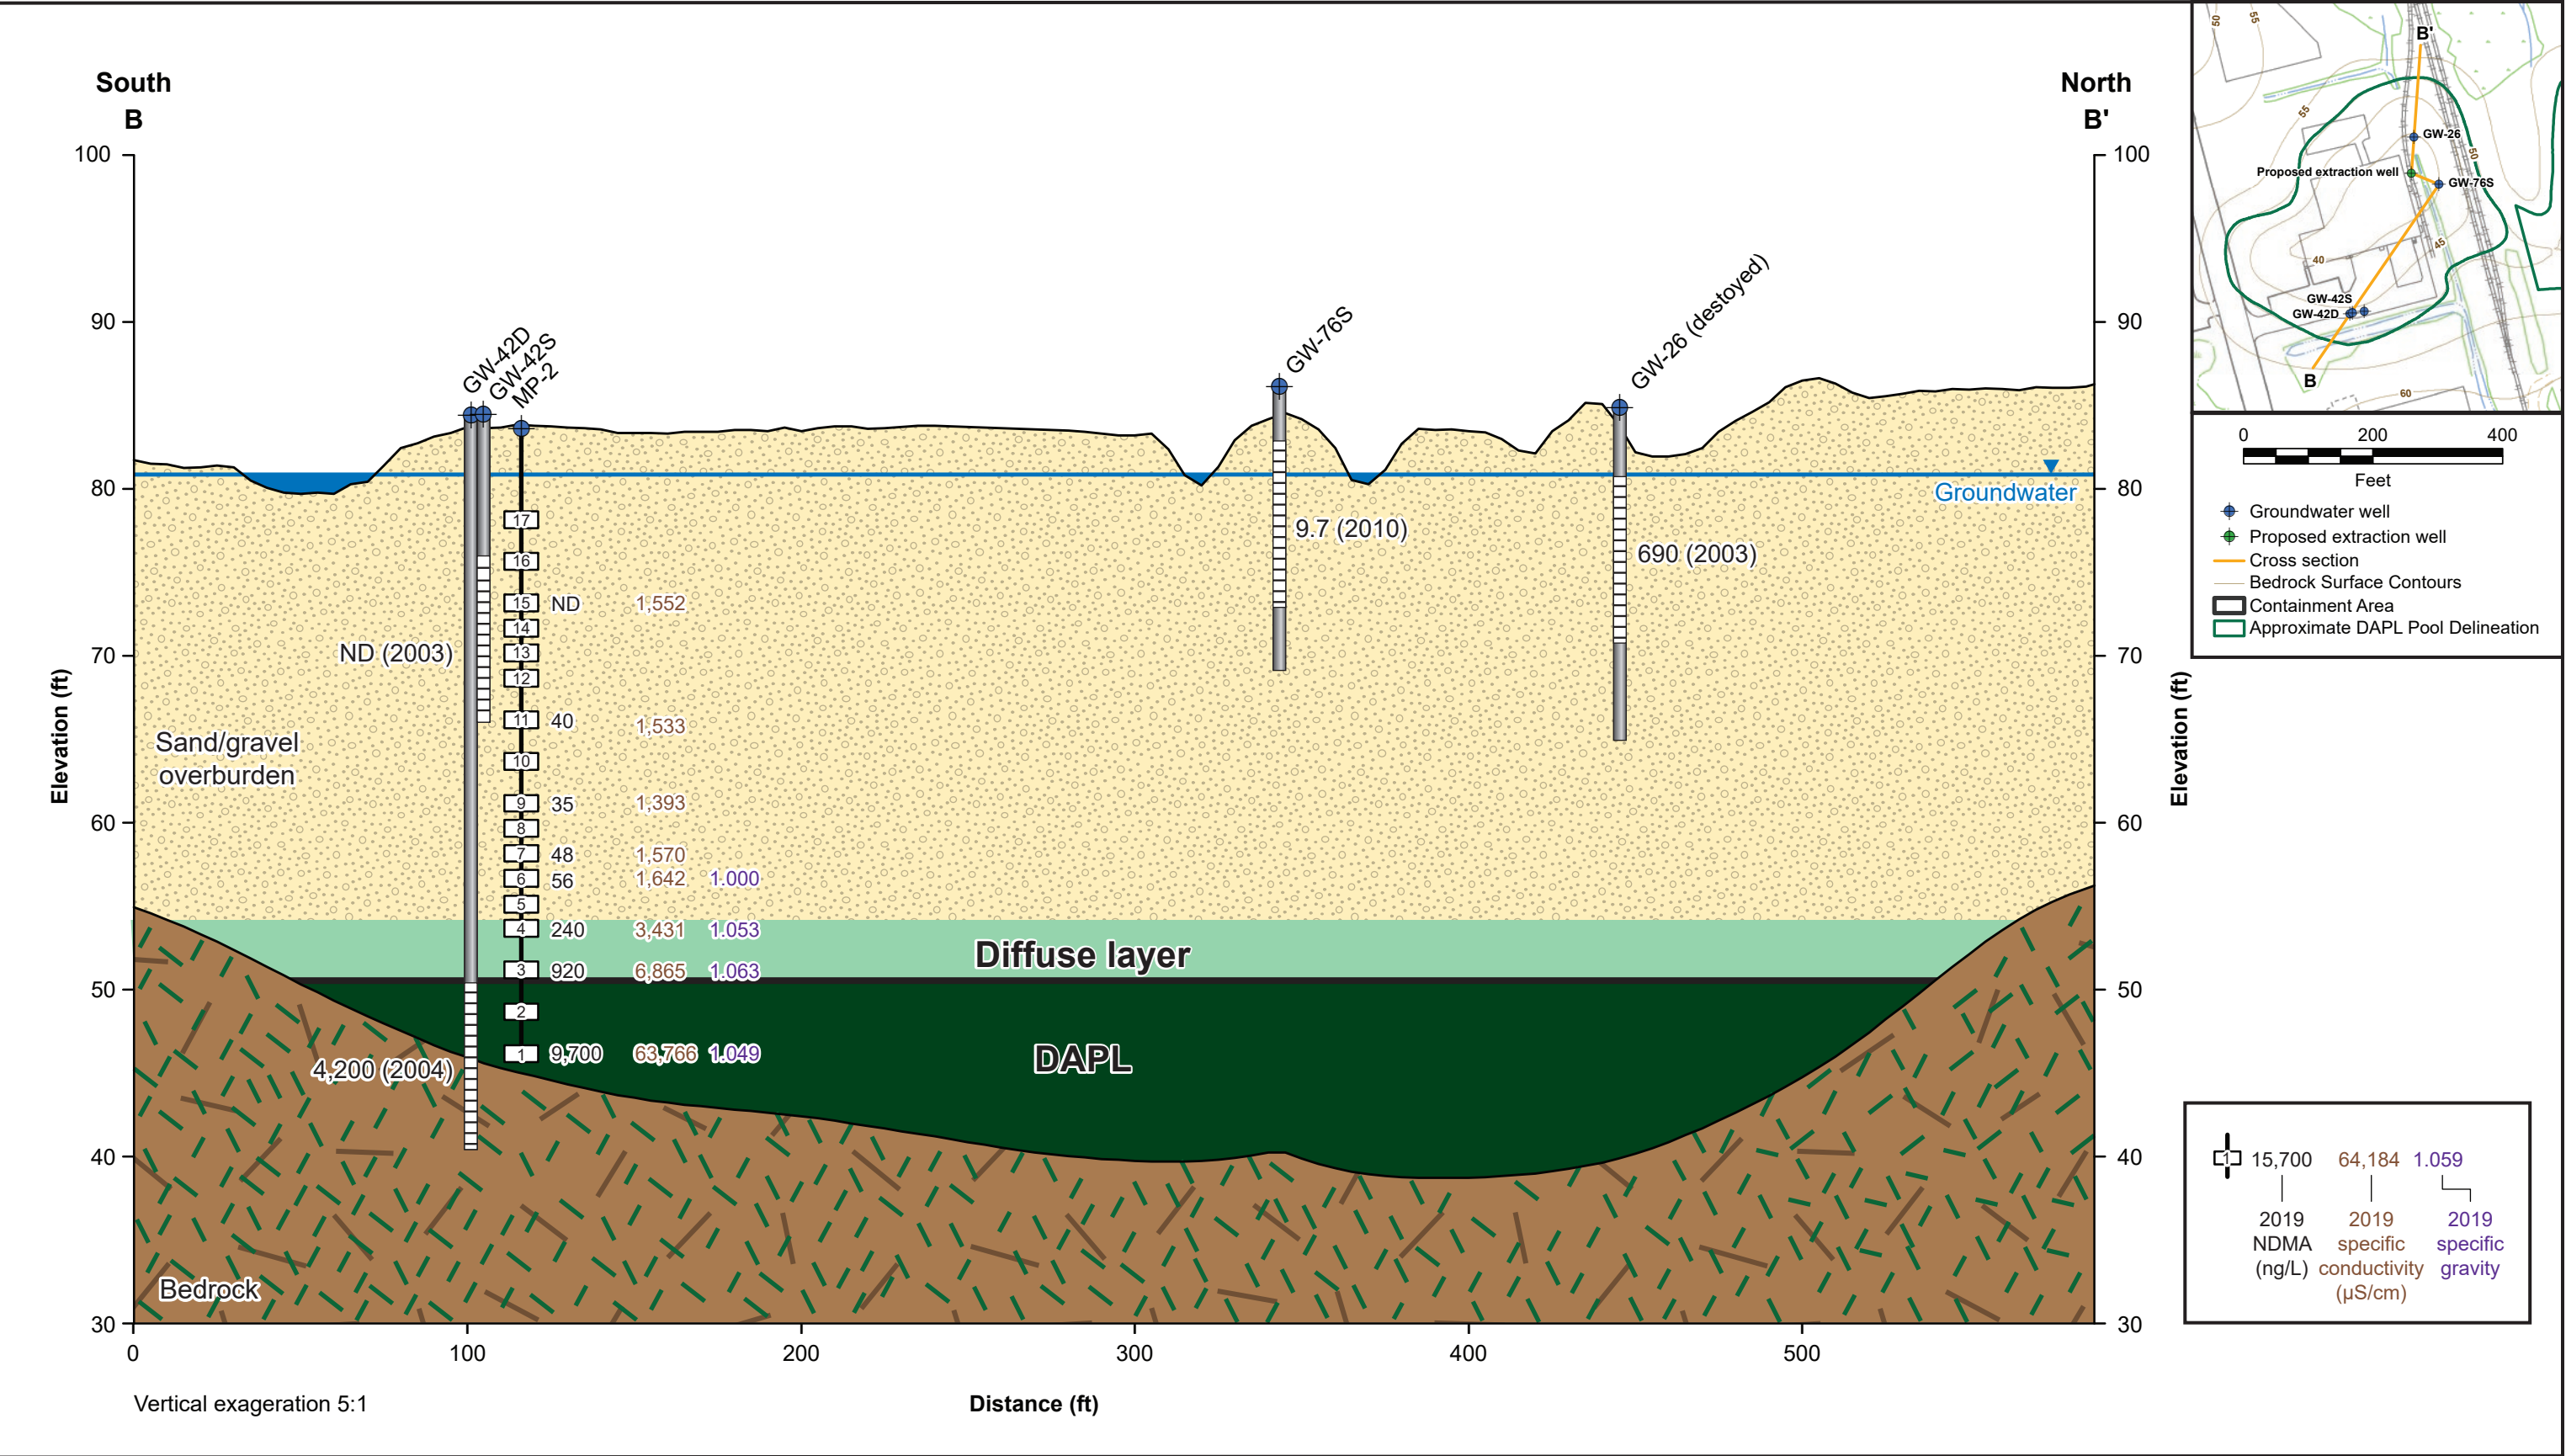 South
B
North
B'
100
90
80
70
60
50
40
30
Elevation (ft)
100
90
80
70
60
50
40
30
Elevation (ft)
0
100
200
300
400
500
Distance (ft)
Vertical exageration 5:1
GW-42D
GW-42S
MP-2
GW-76S
GW-26 (destoyed)
Groundwater
17
16
15 ND 1,552
14
13
12
11 40 1,533
10
9 35 1,393
8
7 48 1,570
6 56 1,642 1.000
5
4 240 3,431 1.053
3 920 6,865 1.063
2
1 9,700 63,766 1.049
ND (2003)
4,200 (2004)
9.7 (2010)
690 (2003)
Sand/gravel
overburden
Diffuse layer
DAPL
Bedrock
50
55
B'
55
GW-26
50
Proposed extraction well
GW-76S
45
40
GW-42S
GW-42D
B
60
0 200 400
Feet
Groundwater well
Proposed extraction well
Cross section
Bedrock Surface Contours
Containment Area
Approximate DAPL Pool Delineation
1 15,700 64,184 1.059
2019
NDMA
(ng/L)
2019
specific
conductivity
(µS/cm)
2019
specific
gravity